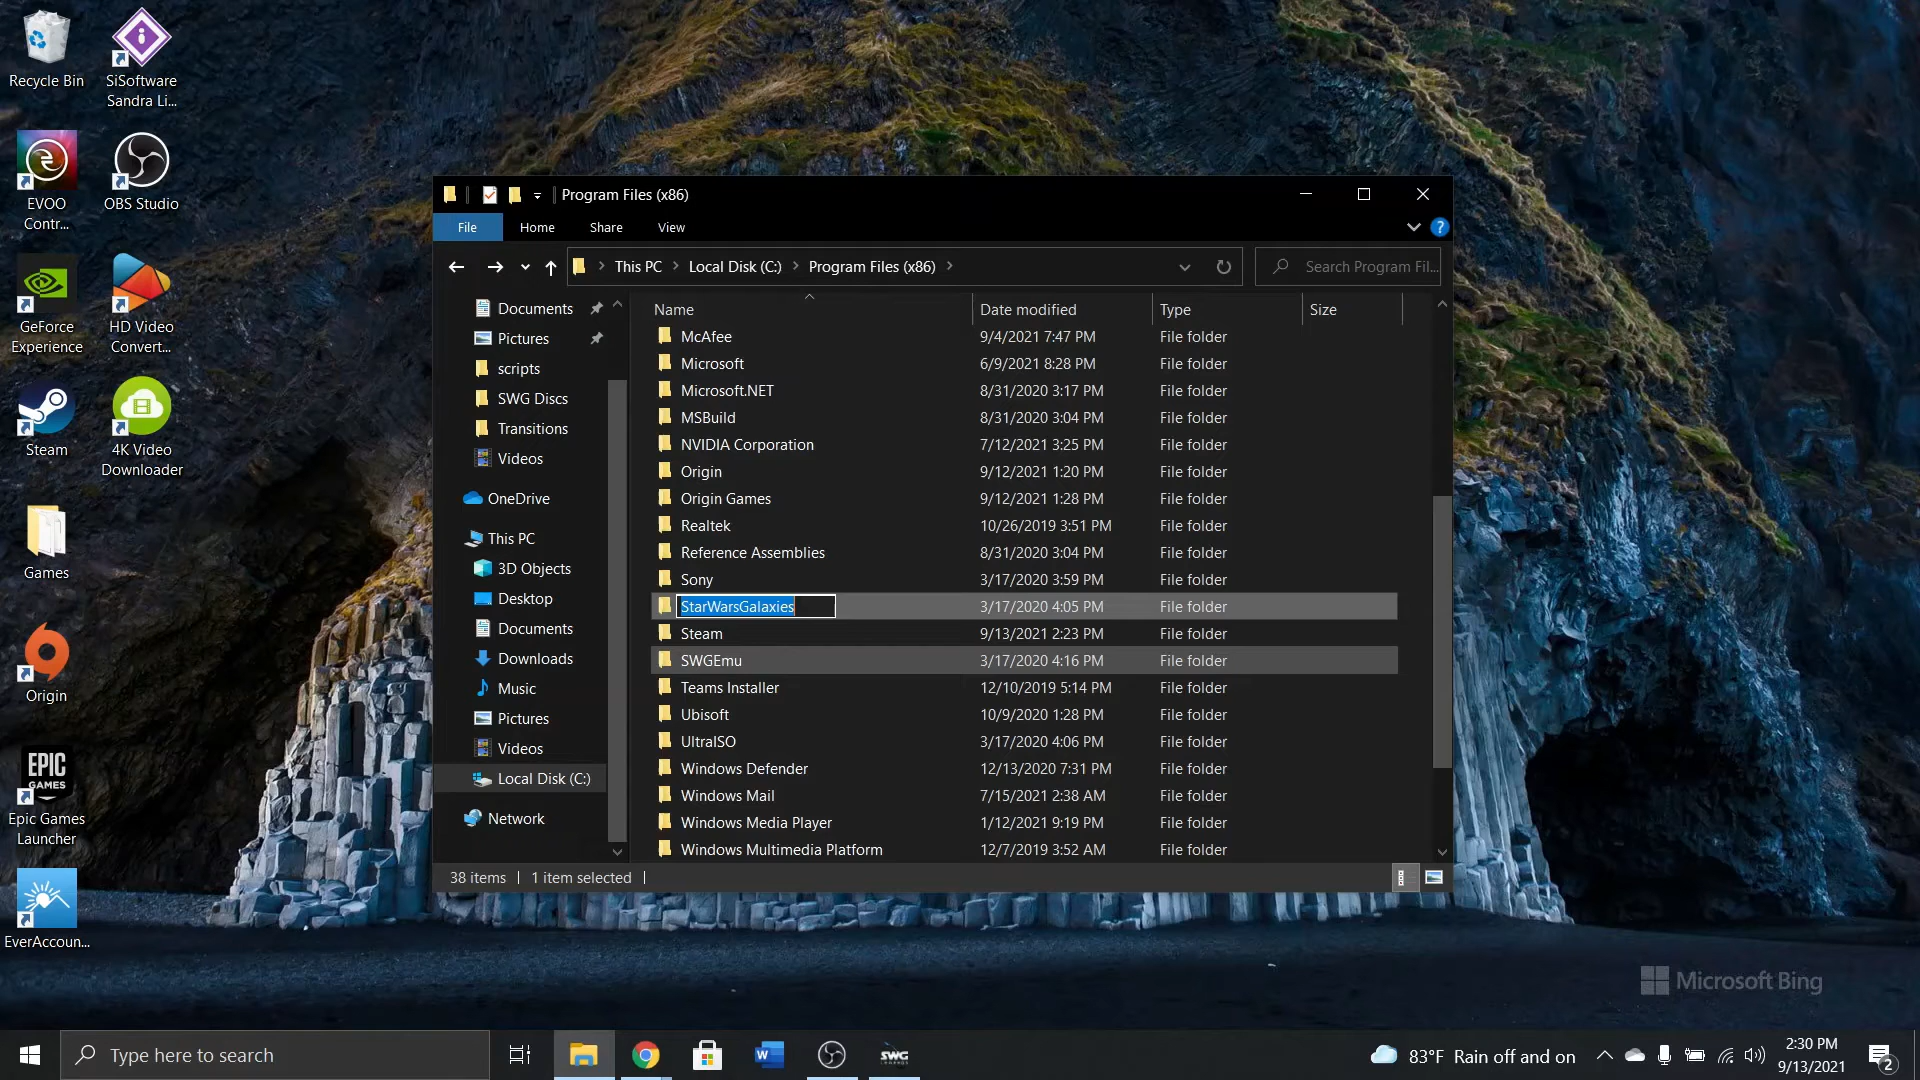 Recycle Bin
SiSoftware
Sandra Li...
EVOO
Contr...
OBS Studio
GeForce
Experience
HD Video
Convert...
Steam
4K Video
Downloader
Games
Origin
EPIC
GAMES
Epic Games
Launcher
EverAccoun...
Program Files (x86)
File
Home
Share
View
This PC
Local Disk (C:)
Program Files (x86)
Search Program Fil...
Documents
Pictures
scripts
SWG Discs
Transitions
Videos
OneDrive
This PC
3D Objects
Desktop
Documents
Downloads
Music
Pictures
Videos
Local Disk (C:)
Network
Name Date modified Type Size
McAfee 9/4/2021 7:47 PM File folder
Microsoft 6/9/2021 8:28 PM File folder
Microsoft.NET 8/31/2020 3:17 PM File folder
MSBuild 8/31/2020 3:04 PM File folder
NVIDIA Corporation 7/12/2021 3:25 PM File folder
Origin 9/12/2021 1:20 PM File folder
Origin Games 9/12/2021 1:28 PM File folder
Realtek 10/26/2019 3:51 PM File folder
Reference Assemblies 8/31/2020 3:04 PM File folder
Sony 3/17/2020 3:59 PM File folder
StarWarsGalaxies 3/17/2020 4:05 PM File folder
Steam 9/13/2021 2:23 PM File folder
SWGEmu 3/17/2020 4:16 PM File folder
Teams Installer 12/10/2019 5:14 PM File folder
Ubisoft 10/9/2020 1:28 PM File folder
UltraISO 3/17/2020 4:06 PM File folder
Windows Defender 12/13/2020 7:31 PM File folder
Windows Mail 7/15/2021 2:38 AM File folder
Windows Media Player 1/12/2021 9:19 PM File folder
Windows Multimedia Platform 12/7/2019 3:52 AM File folder
38 items
1 item selected
Microsoft Bing
Type here to search
W
SWG
83°F Rain off and on
2:30 PM
9/13/2021
2